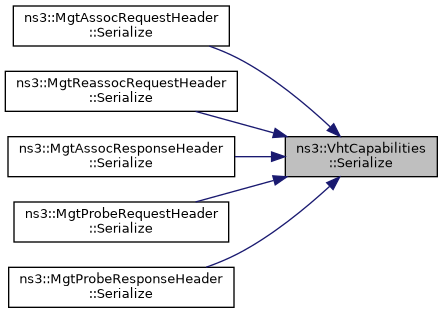 ns3::MgtAssocRequestHeader
::Serialize
ns3::MgtReassocRequestHeader
::Serialize
ns3::MgtAssocResponseHeader
::Serialize
ns3::VhtCapabilities
::Serialize
ns3::MgtProbeRequestHeader
::Serialize
ns3::MgtProbeResponseHeader
::Serialize